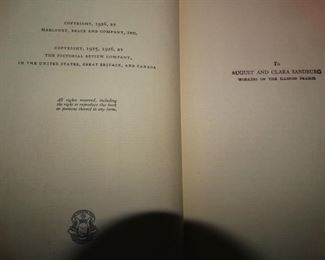 COPYRIGHT, 1926, BY
HARCOURT, BRACE AND COMPANY, INC.
COPYRIGHT, 1925, 1926, BY
THE PICTORIAL REVIEW COMPANY,
IN THE UNITED STATES, GREAT BRITAIN, AND CANADA
All rights reserved, including
the right to reproduce this book
or portions thereof in any form.
To
AUGUST AND CLARA SANDBURG
WORKERS ON THE ILLINOIS PRAIRIE